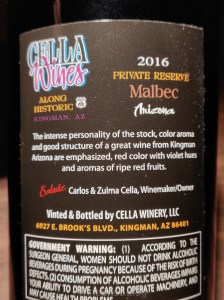 CELLA
Wines
ALONG
HISTORIC 66
KINGMAN, AZ
2016
PRIVATE RESERVE
Malbec
Arizona
The intense personality of the stock, color aroma
and good structure of a great wine from Kingman
Arizona are emphasized, red color with violet hues
and aromas of ripe red fruits.
Salute Carlos & Zulma Cella, Winemaker/Owner
Vinted & Bottled by CELLA WINERY, LLC
6927 E. BROOK'S BLVD., KINGMAN, AZ 86401
GOVERNMENT WARNING: (1) ACCORDING TO THE
SURGEON GENERAL, WOMEN SHOULD NOT DRINK ALCOHOLIC
BEVERAGES DURING PREGNANCY BECAUSE OF THE RISK OF BIRTH
DEFECTS. (2) CONSUMPTION OF ALCOHOLIC BEVERAGES IMPAIRS
YOUR ABILITY TO DRIVE A CAR OR OPERATE MACHINERY, AND
MAY CAUSE HEALTH PROBLEMS